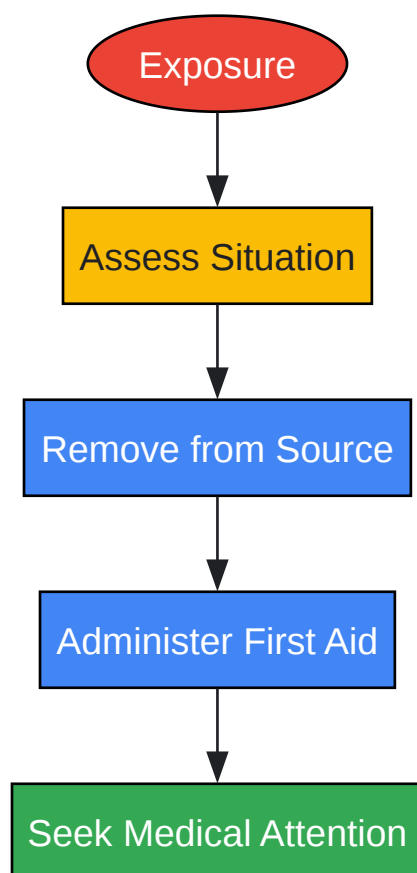 Exposure
Assess Situation
Remove from Source
Administer First Aid
Seek Medical Attention